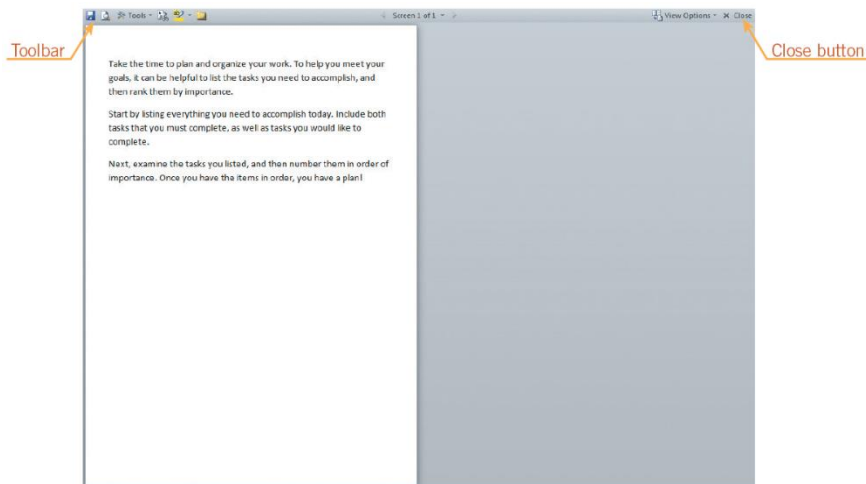 Tools Screen 1 of 1 View Options Close
Toolbar
Close button
Take the time to plan and organize your work. To help you meet your
goals, it can be helpful to list the tasks you need to accomplish, and
then rank them by importance.
Start by listing everything you need to accomplish today. Include both
tasks that you must complete, as well as tasks you would like to
complete.
Next, examine the tasks you listed, and then number them in order of
importance. Once you have the items in order, you have a plan!